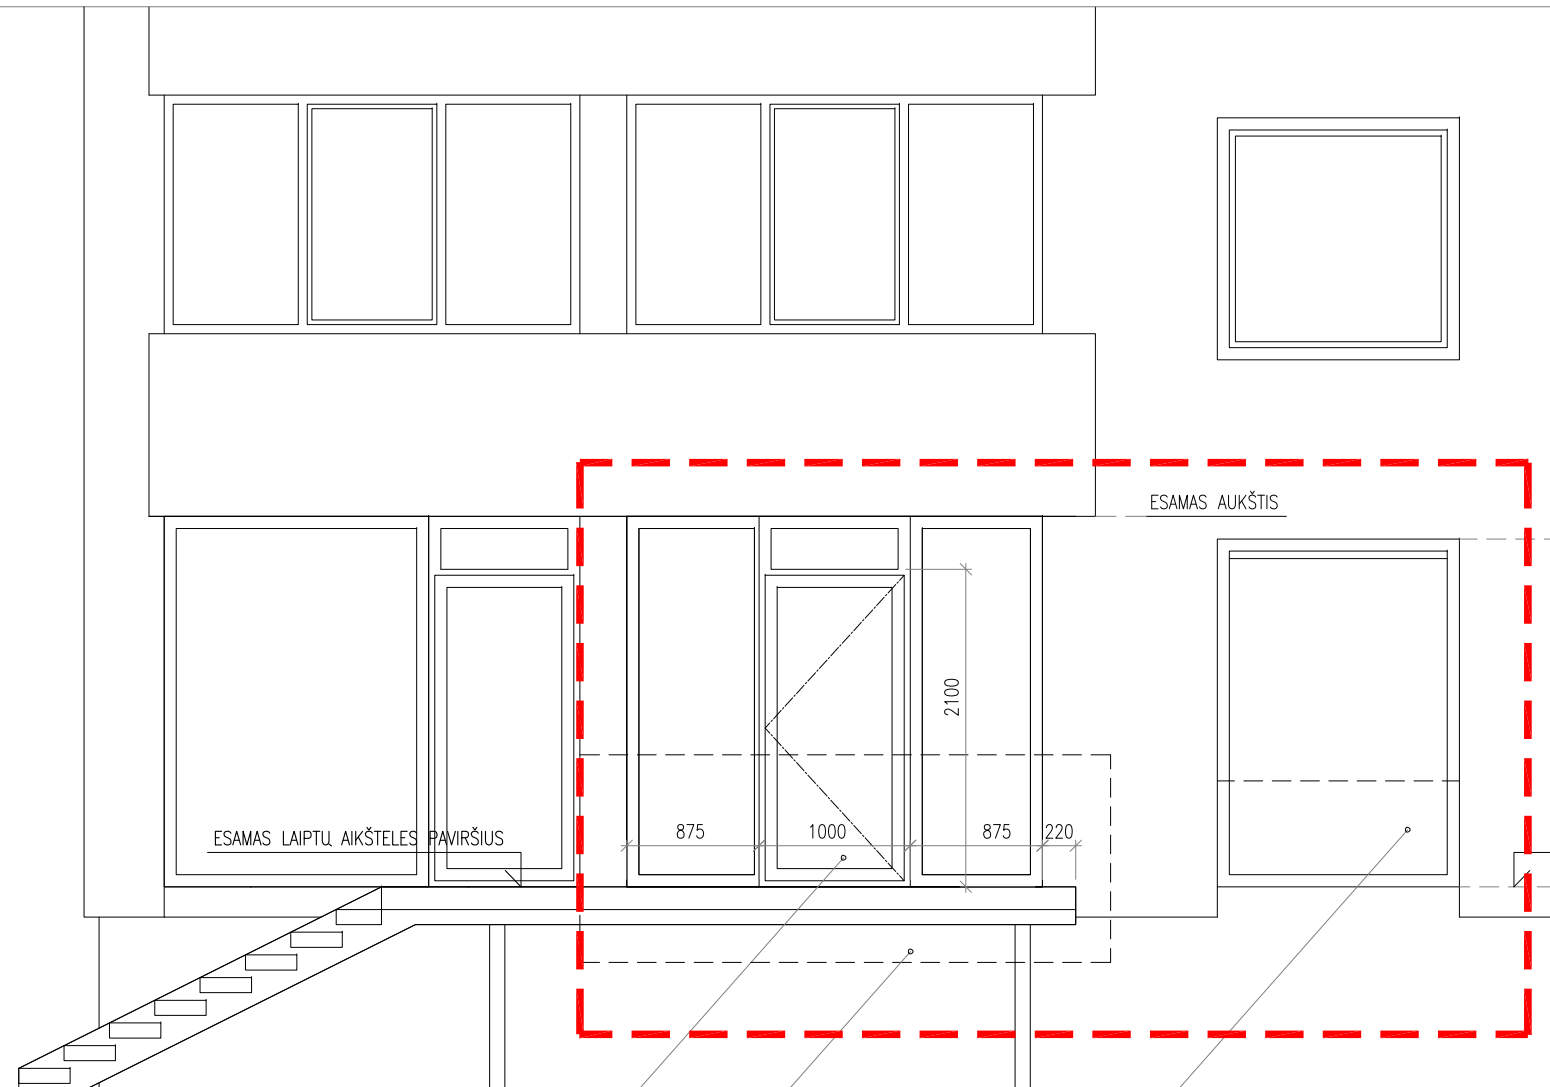 ESAMAS AUKŠTIS
2100
ESAMAS LAIPTŲ AIKŠTELES PAVIRŠIUS
875
1000
875
220